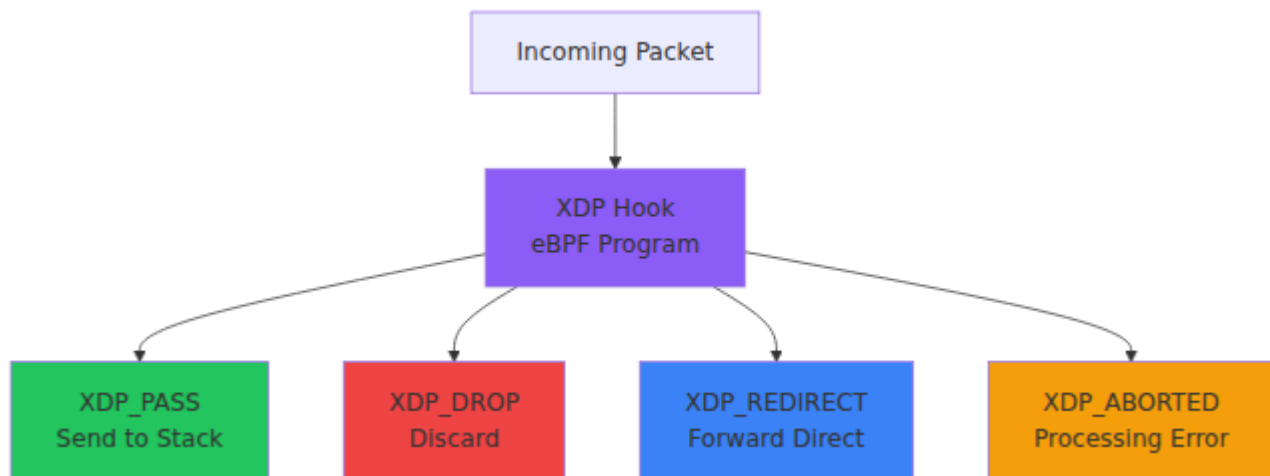 Incoming Packet
XDP Hook
eBPF Program
XDP_PASS
Send to Stack
XDP_DROP
Discard
XDP_REDIRECT
Forward Direct
XDP_ABORTED
Processing Error